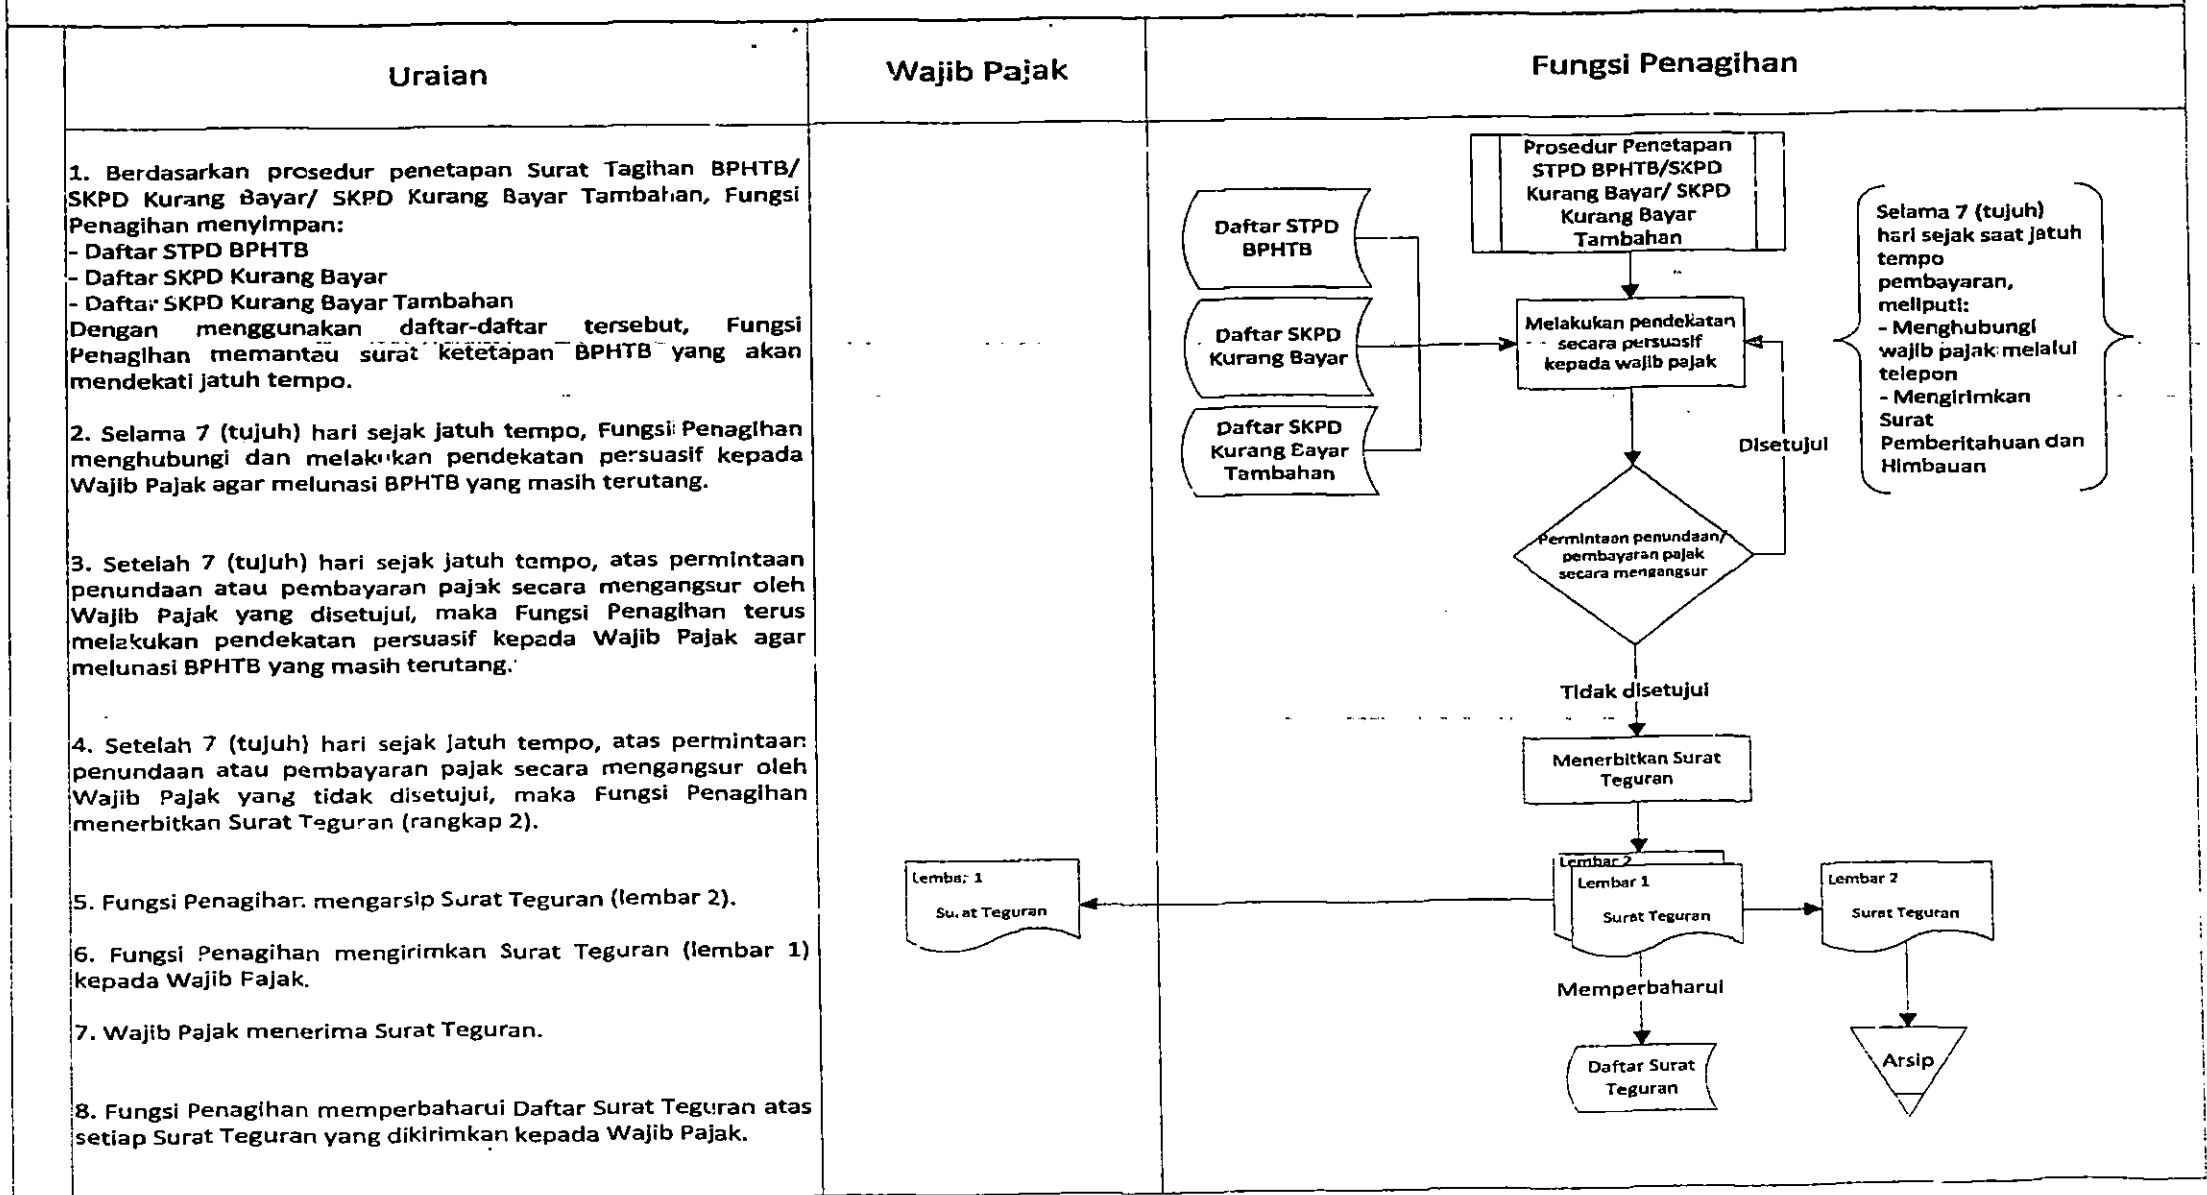 Uraian
Wajib Pajak
Fungsi Penagihan
1. Berdasarkan prosedur penetapan Surat Tagihan BPHTB/
SKPD Kurang Bayar/ SKPD Kurang Bayar Tambahan, Fungsi
Penagihan menyimpan:
- Daftar STPD BPHTB
- Daftar SKPD Kurang Bayar
- Daftar SKPD Kurang Bayar Tambahan
Dengan menggunakan daftar-daftar tersebut, Fungsi
Penagihan memantau surat ketetapan BPHTB yang akan
mendekati jatuh tempo.
2. Selama 7 (tujuh) hari sejak jatuh tempo, Fungsi Penagihan
menghubungi dan melakukan pendekatan persuasif kepada
Wajib Pajak agar melunasi BPHTB yang masih terutang.
3. Setelah 7 (tujuh) hari sejak jatuh tempo, atas permintaan
penundaan atau pembayaran pajak secara mengangsur oleh
Wajib Pajak yang disetujui, maka Fungsi Penagihan terus
melakukan pendekatan persuasif kepada Wajib Pajak agar
melunasi BPHTB yang masih terutang.
4. Setelah 7 (tujuh) hari sejak jatuh tempo, atas permintaan
penundaan atau pembayaran pajak secara mengangsur oleh
Wajib Pajak yang tidak disetujui, maka Fungsi Penagihan
menerbitkan Surat Teguran (rangkap 2).
5. Fungsi Penagihan mengarsip Surat Teguran (lembar 2).
6. Fungsi Penagihan mengirimkan Surat Teguran (lembar 1)
kepada Wajib Pajak.
7. Wajib Pajak menerima Surat Teguran.
8. Fungsi Penagihan memperbaharui Daftar Surat Teguran atas
setiap Surat Teguran yang dikirimkan kepada Wajib Pajak.
Lembar 1
Surat Teguran
Prosedur Penetapan
STPD BPHTB/SKPD
Kurang Bayar/ SKPD
Kurang Bayar
Tambahan
Daftar STPD
BPHTB
Daftar SKPD
Kurang Bayar
Daftar SKPD
Kurang Bayar
Tambahan
Melakukan pendekatan
secara persuasif
kepada wajib pajak
Selama 7 (tujuh)
hari sejak saat jatuh
tempo
pembayaran,
meliputi:
- Menghubungi
wajib pajak melalui
telepon
- Mengirimkan
Surat
Pemberitahuan dan
Himbauan
Disetujui
Permintaan penundaan/
pembayaran pajak
secara mengangsur
Tidak disetujui
Menerbitkan Surat
Teguran
Lembar 2
Lembar 1
Surat Teguran
Lembar 2
Surat Teguran
Memperbaharui
Daftar Surat
Teguran
Arsip